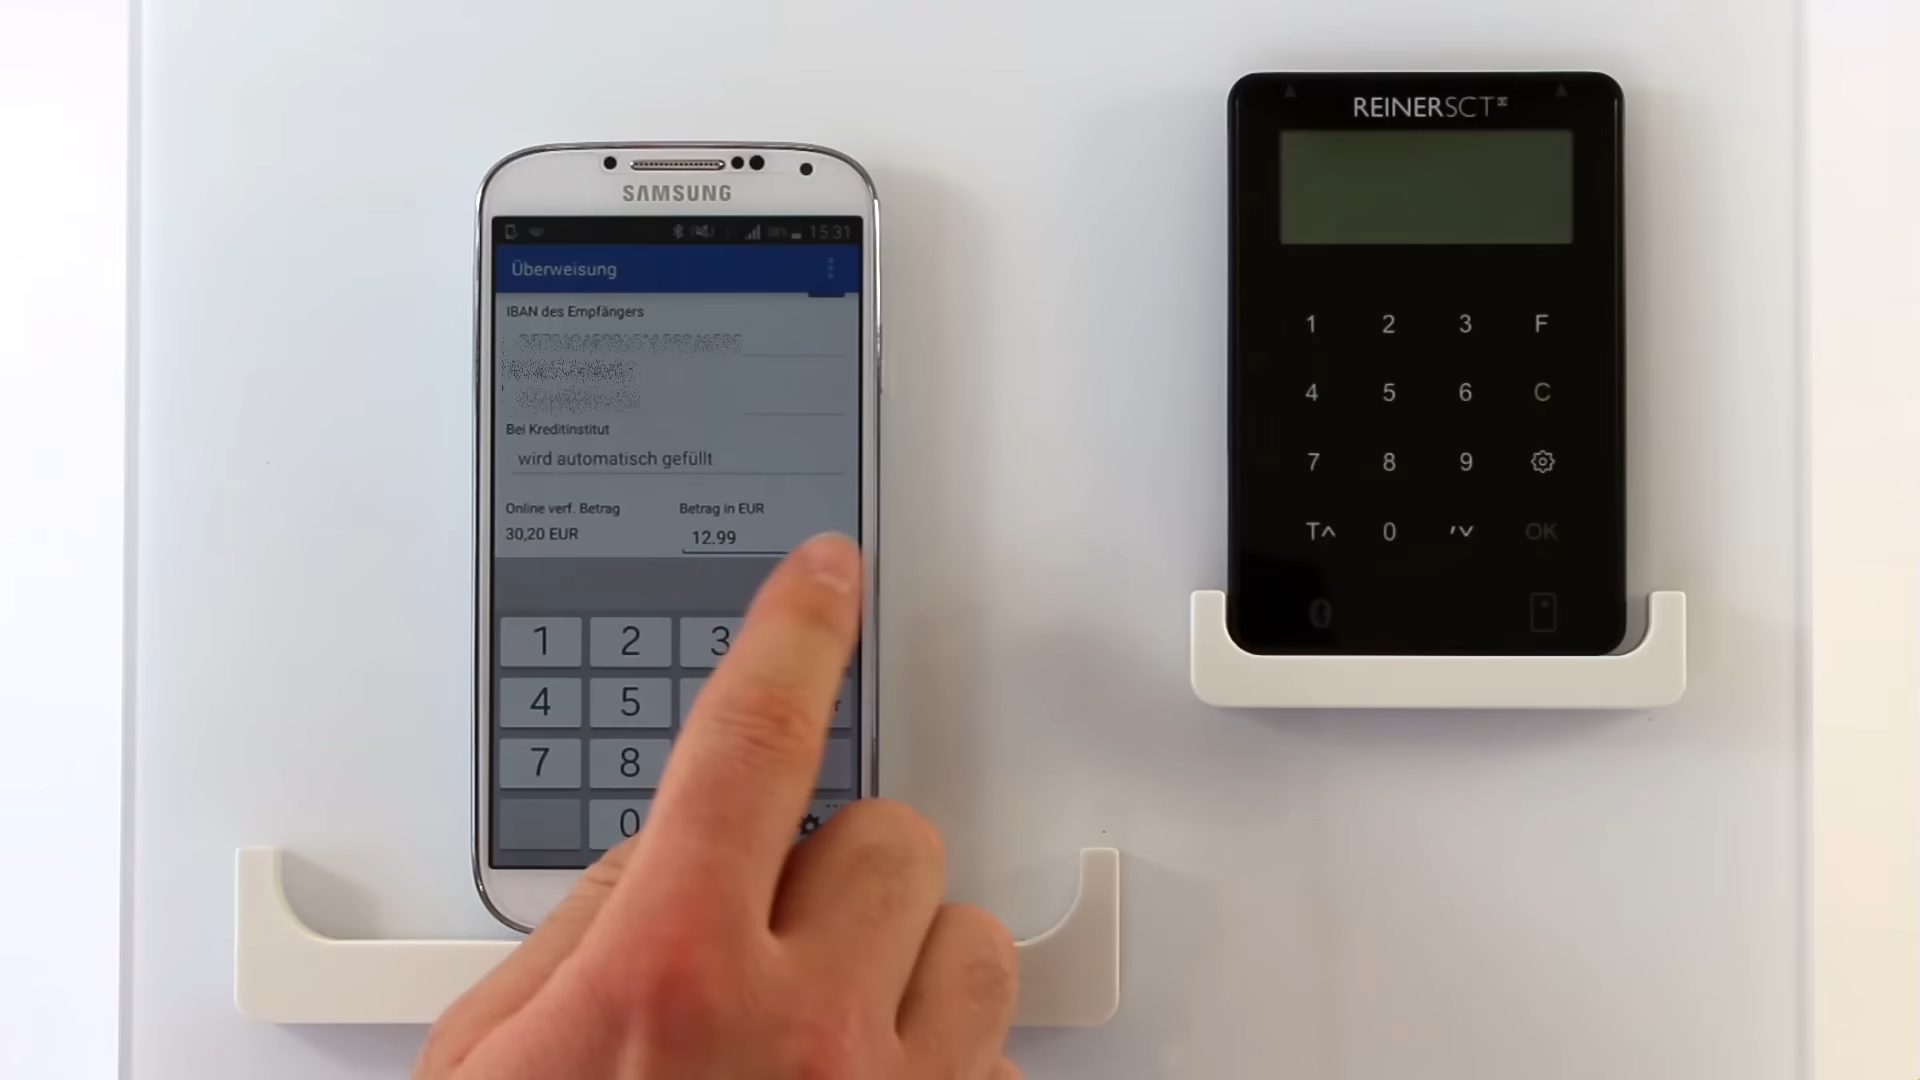 SAMSUNG
15:31
Überweisung
IBAN des Empfängers
Bei Kreditinstitut
wird automatisch gefüllt
Online verf. Betrag Betrag in EUR
30,20 EUR 12.99
1 2 3
4 5
7 8
0
REINERSCT
1 2 3 F
4 5 6 C
7 8 9
T^ 0 ′∨
OK